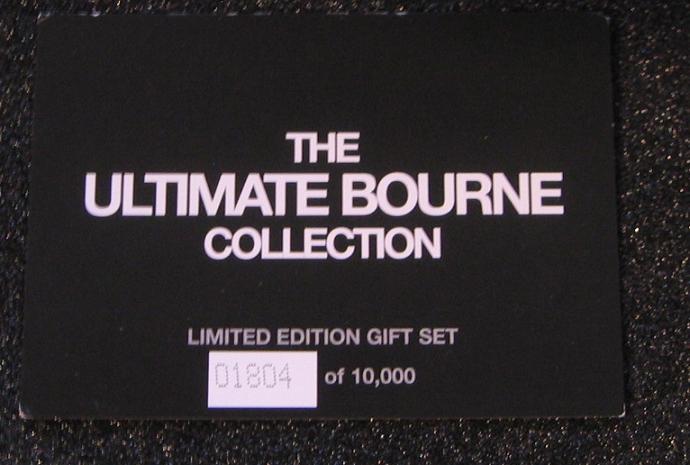 THE
ULTIMATE BOURNE
COLLECTION
LIMITED EDITION GIFT SET
01804 of 10,000